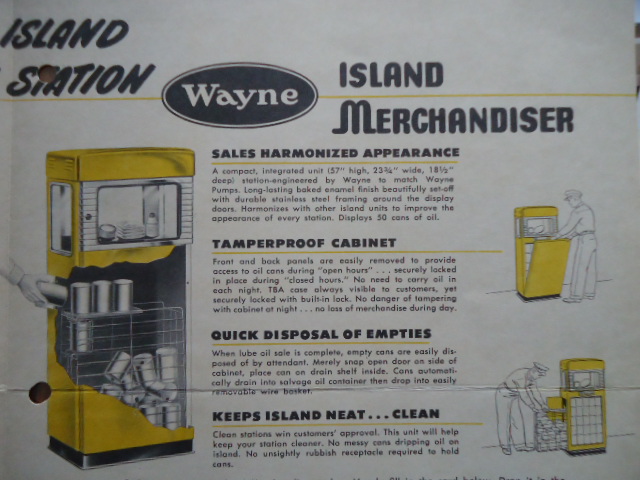 ISLAND
STATION
Wayne
ISLAND
MERCHANDISER
SALES HARMONIZED APPEARANCE
A compact, integrated unit (57" high, 23¾" wide, 18½"
deep) station-engineered by Wayne to match Wayne
Pumps. Long-lasting baked enamel finish beautifully set-off
with durable stainless steel framing around the display
doors. Harmonizes with other island units to improve the
appearance of every station. Displays 50 cans of oil.
TAMPERPROOF CABINET
Front and back panels are easily removed to provide
access to oil cans during "open hours" . . . securely locked
in place during "closed hours." No need to carry oil in
each night. TBA case always visible to customers, yet
securely locked with built-in lock. No danger of tampering
with cabinet at night . . . no loss of merchandise during day.
QUICK DISPOSAL OF EMPTIES
When lube oil sale is complete, empty cans are easily dis-
posed of by attendant. Merely snap open door on side of
cabinet, place can on drain shelf inside. Cans automati-
cally drain into salvage oil container then drop into easily
removable wire basket.
KEEPS ISLAND NEAT . . . CLEAN
Clean stations win customers' approval. This unit will help
keep your station cleaner. No messy cans dripping oil on
island. No unsightly rubbish receptacle required to hold
cans.